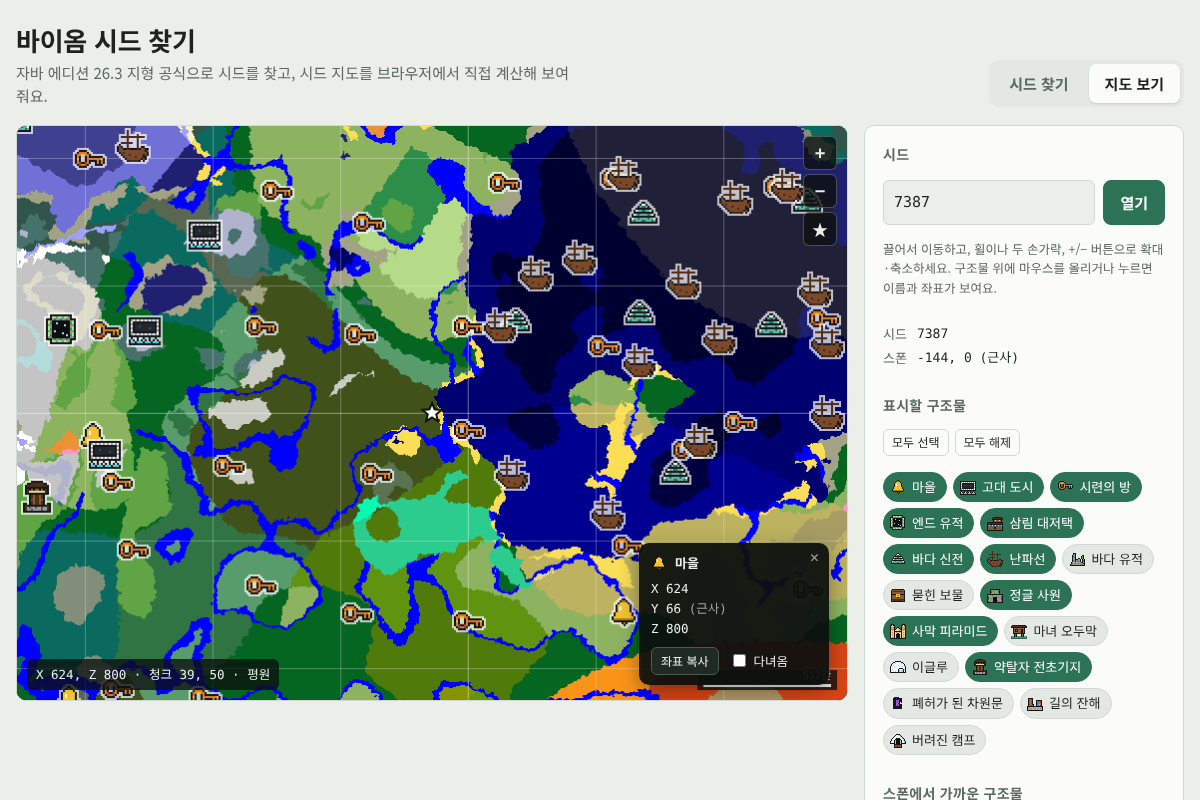 바이옴 시드 찾기
자바 에디션 26.3 지형 공식으로 시드를 찾고, 시드 지도를 브라우저에서 직접 계산해 보여
줘요.
시드 찾기
지도 보기
+
−
★
마을
×
X 624
Y 66 (근사)
Z 800
좌표 복사
다녀옴
X 624, Z 800 · 청크 39, 50 · 평원
시드
7387
열기
끌어서 이동하고, 휠이나 두 손가락, +/− 버튼으로 확대
·축소하세요. 구조물 위에 마우스를 올리거나 누르면
이름과 좌표가 보여요.
시드 7387
스폰 -144, 0 (근사)
표시할 구조물
모두 선택
모두 해제
마을
고대 도시
시련의 방
엔드 유적
삼림 대저택
바다 신전
난파선
바다 유적
묻힌 보물
정글 사원
사막 피라미드
마녀 오두막
이글루
약탈자 전초기지
폐허가 된 차원문
길의 잔해
버려진 캠프
스폰에서 가까운 구조물